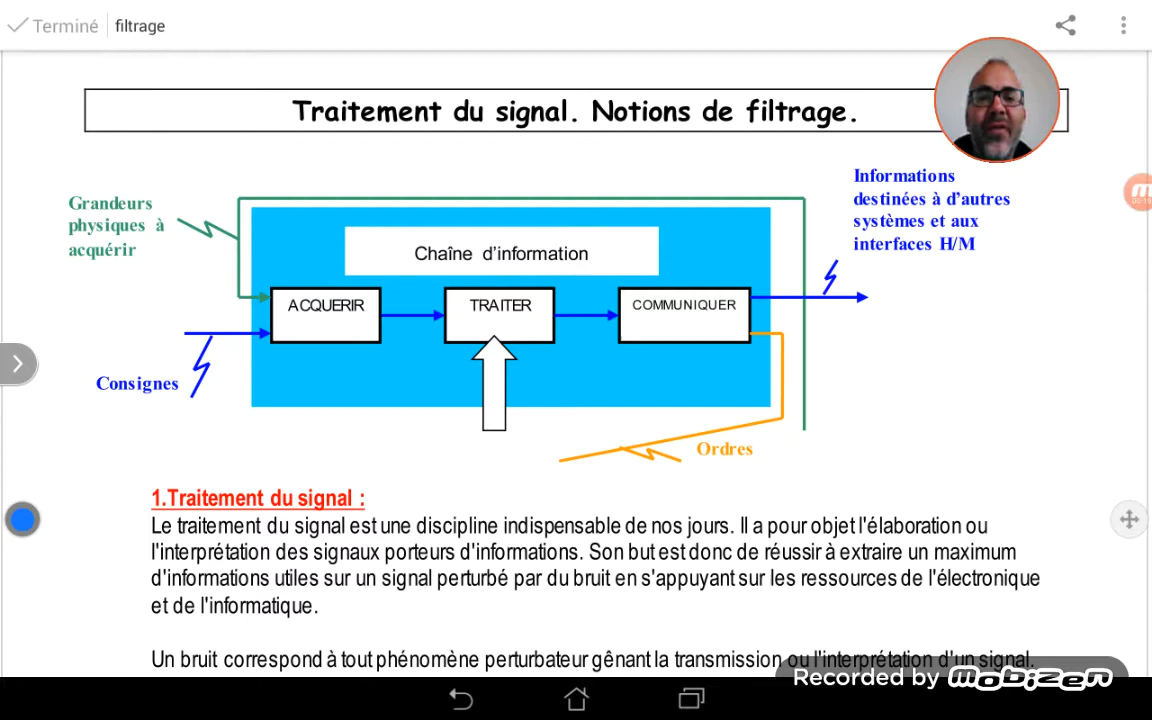 Terminé
filtrage
Traitement du signal. Notions de filtrage.
Informations
destinées à d'autres
systèmes et aux
interfaces H/M
Grandeurs
physiques à
acquérir
Chaîne d'information
ACQUERIR
TRAITER
COMMUNIQUER
Consignes
Ordres
1.Traitement du signal :
Le traitement du signal est une discipline indispensable de nos jours. Il a pour objet l'élaboration ou
l'interprétation des signaux porteurs d'informations. Son but est donc de réussir à extraire un maximum
d'informations utiles sur un signal perturbé par du bruit en s'appuyant sur les ressources de l'électronique
et de l'informatique.
Un bruit correspond à tout phénomène perturbateur gênant la transmission ou l'interprétation d'un signal.
Recorded by Mobizen